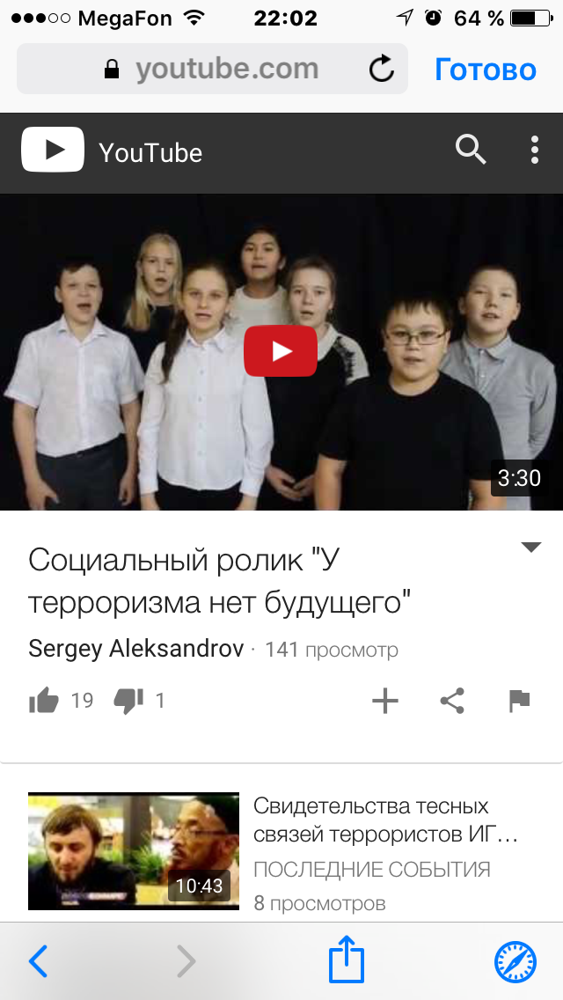 MegaFon 22:02 64 %
youtube.com Готово
YouTube
3:30
Социальный ролик "У
терроризма нет будущего"
Sergey Aleksandrov · 141 просмотр
19 1
10:43
Свидетельства тесных
связей террористов ИГ...
ПОСЛЕДНИЕ СОБЫТИЯ
8 просмотров